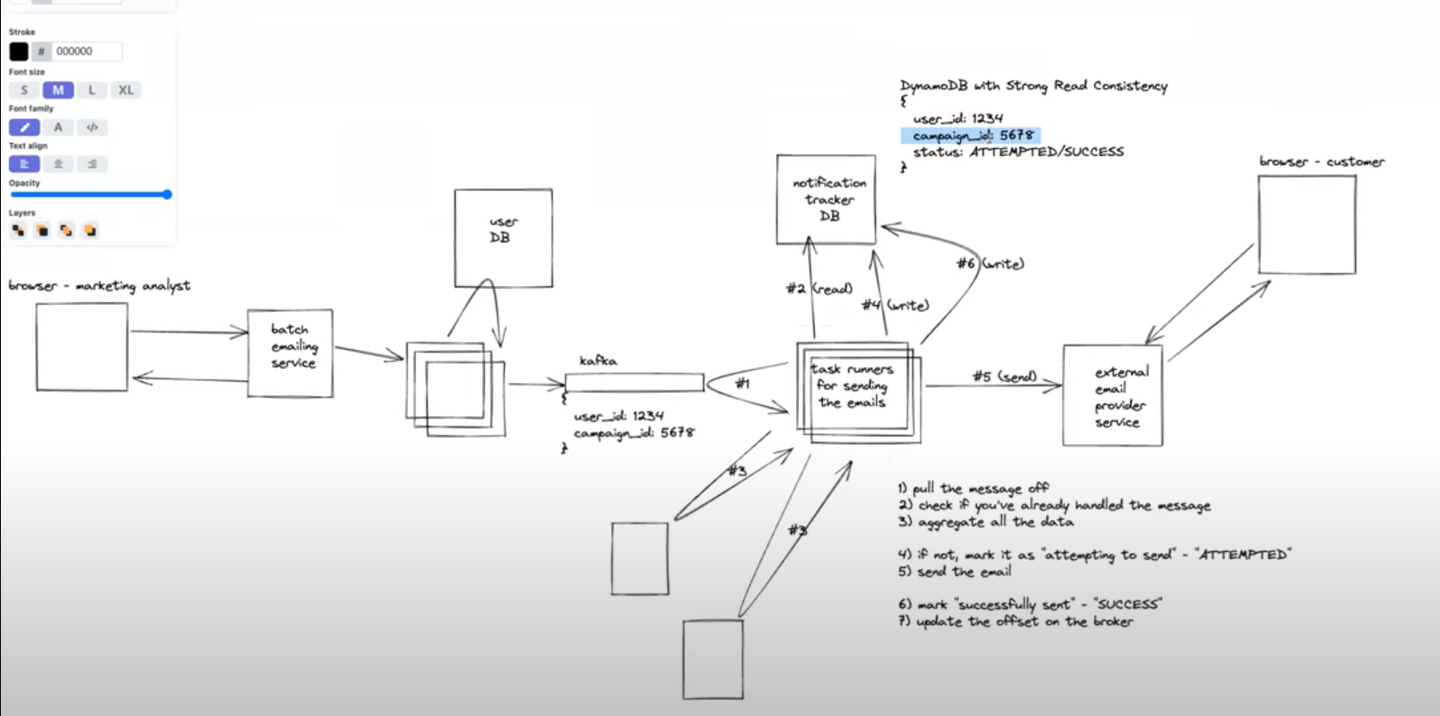 Stroke
# 000000
Font size
S M L XL
Font family
A </>
Text align
Opacity
Layers
DynamoDB with Strong Read Consistency
{
user_id: 1234
campaign_id: 5678
status: ATTEMPTED/SUCCESS
}
browser - customer
notification
tracker
DB
user
DB
#6 (write)
#2 (read)
#4 (write)
browser - marketing analyst
batch
emailing
service
kafka
{
user_id: 1234
campaign_id: 5678
}
#1
task runners
for sending
the emails
#5 (send)
external
email
provider
service
#3
#3
1) pull the message off
2) check if you've already handled the message
3) aggregate all the data
4) if not, mark it as "attempting to send" - "ATTEMPTED"
5) send the email
6) mark "successfully sent" - "SUCCESS"
7) update the offset on the broker